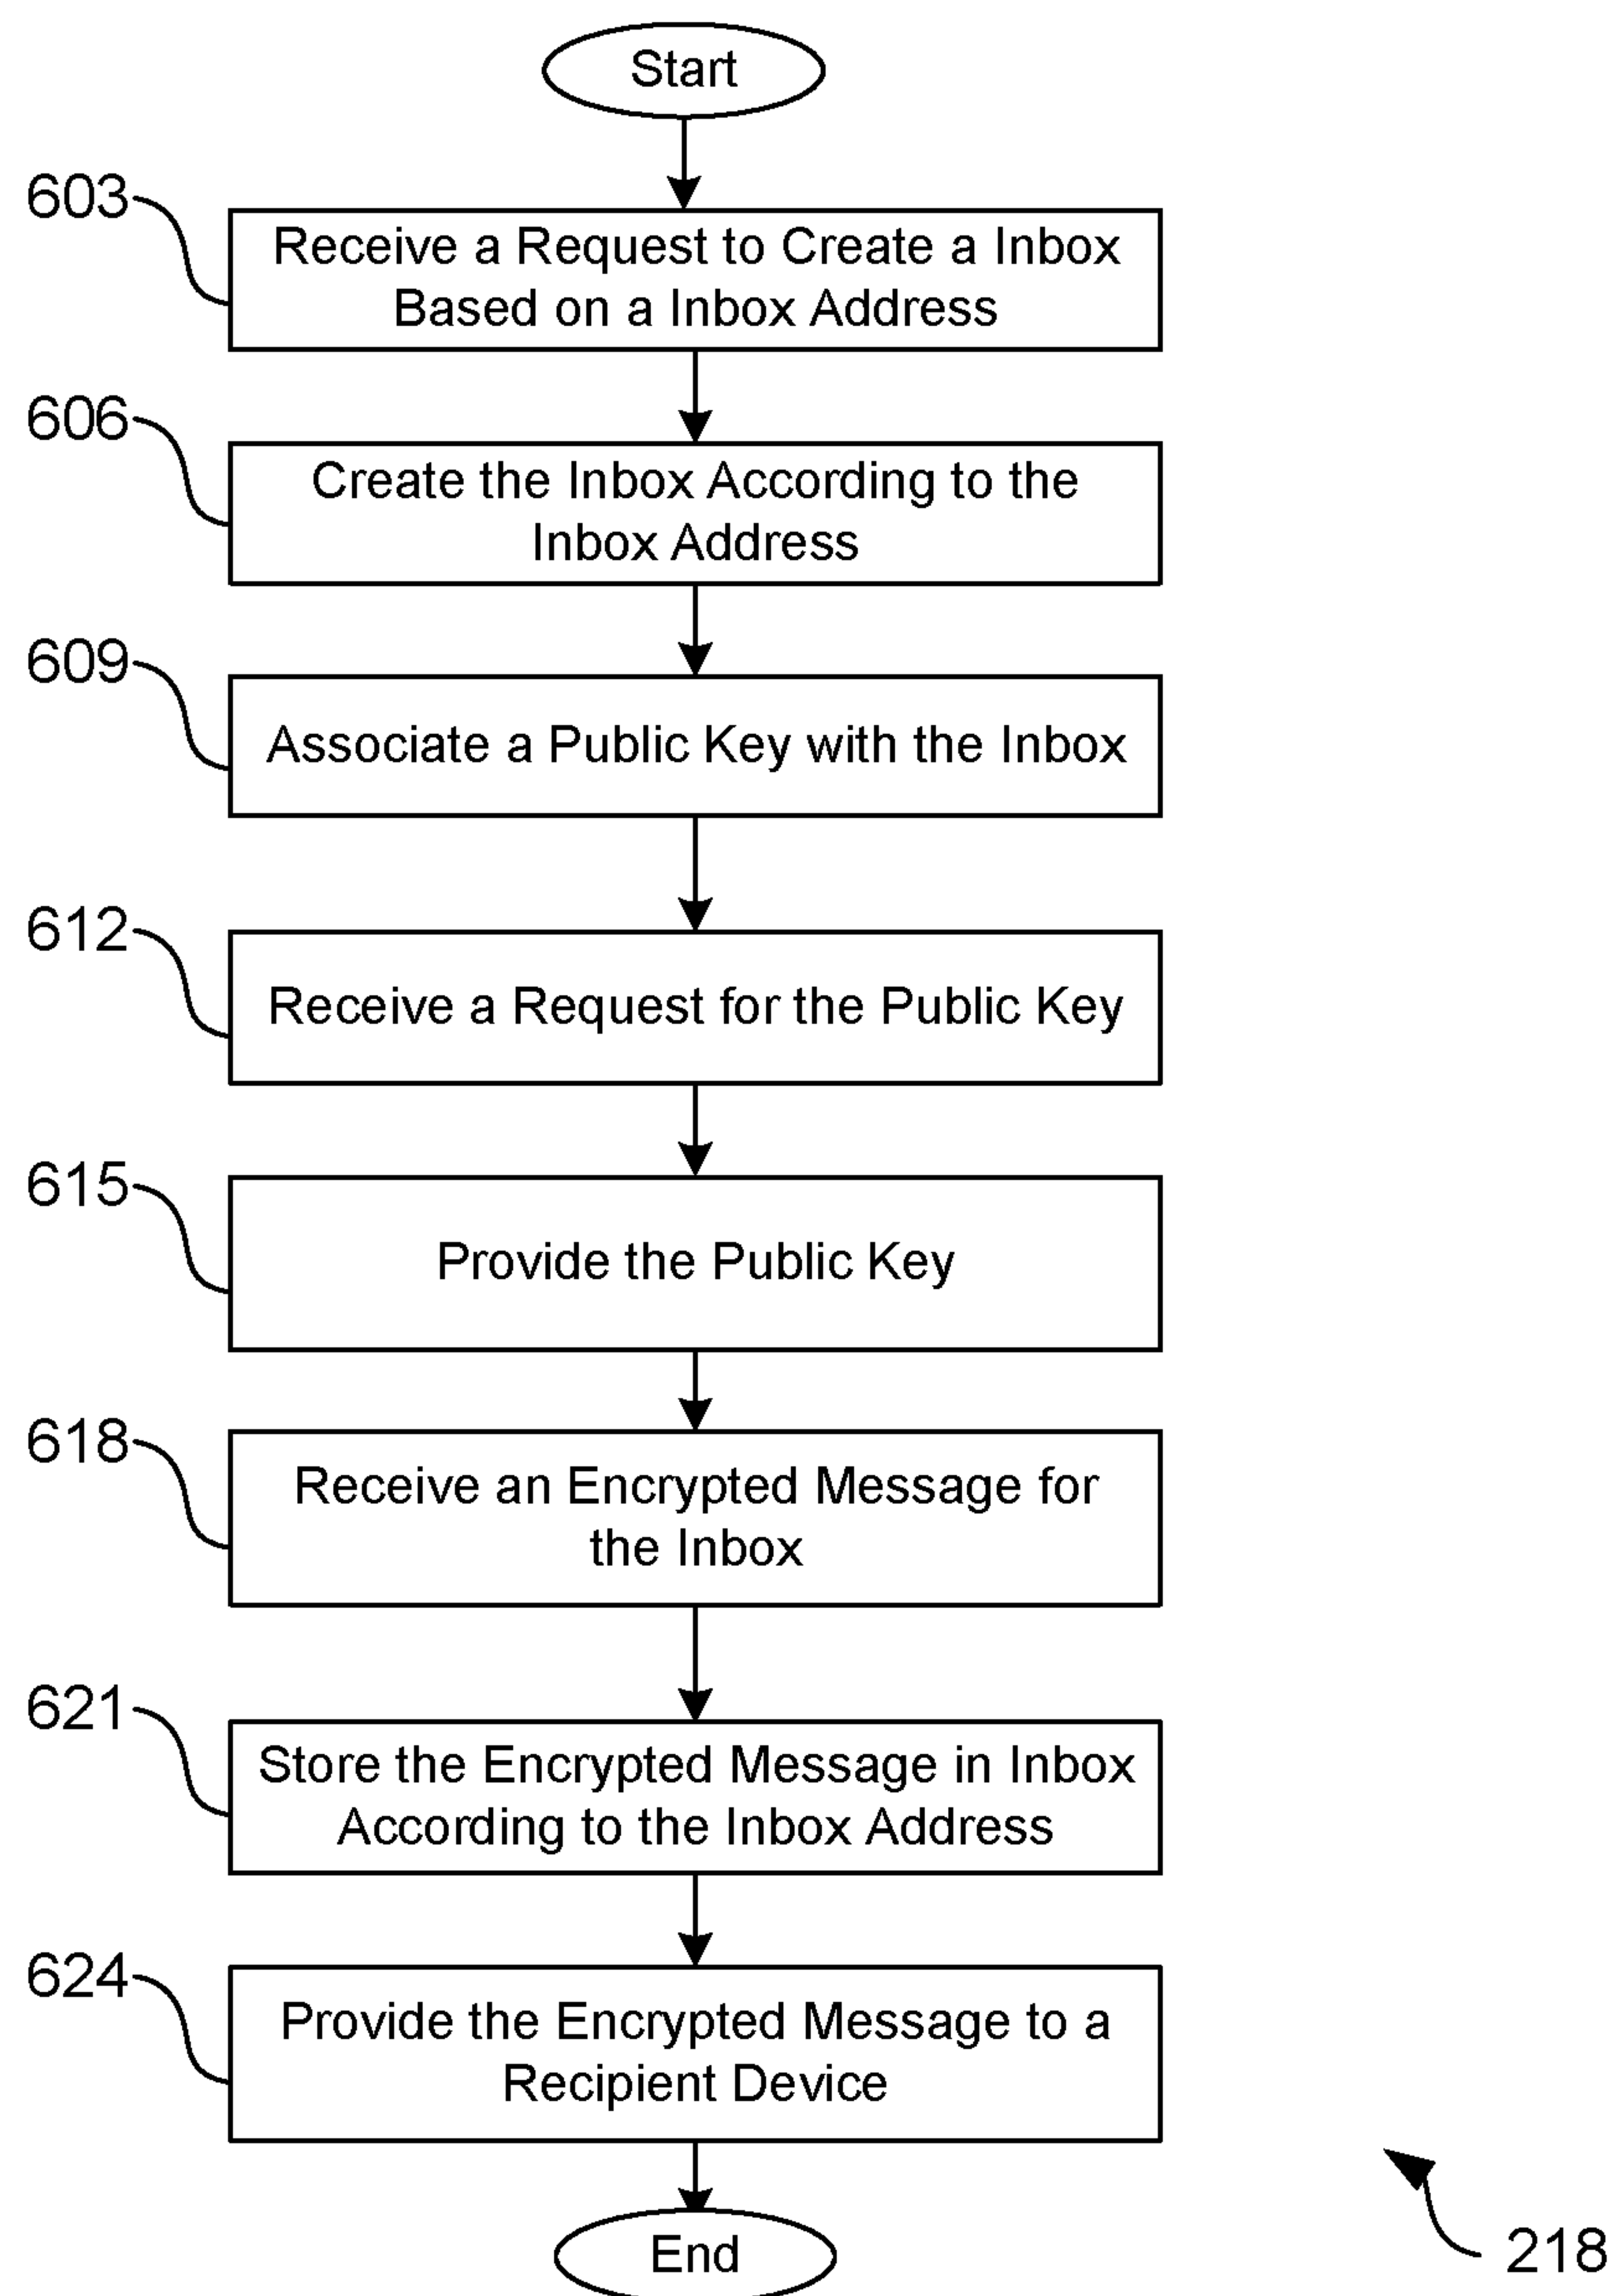 Start
603
Receive a Request to Create a Inbox
Based on a Inbox Address
606
Create the Inbox According to the
Inbox Address
609
Associate a Public Key with the Inbox
612
Receive a Request for the Public Key
615
Provide the Public Key
618
Receive an Encrypted Message for
the Inbox
621
Store the Encrypted Message in Inbox
According to the Inbox Address
624
Provide the Encrypted Message to a
Recipient Device
End
218